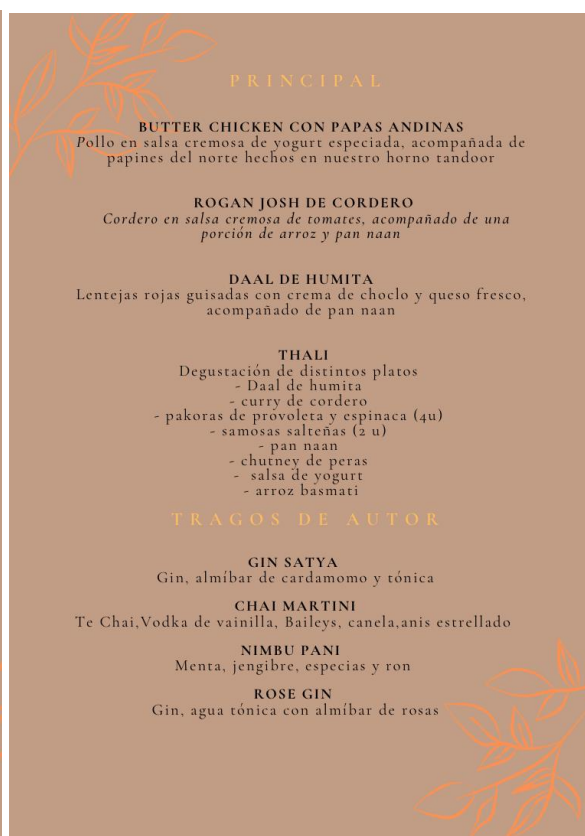 PRINCIPAL
BUTTER CHICKEN CON PAPAS ANDINAS
Pollo en salsa cremosa de yogurt especiada, acompañada de
papines del norte hechos en nuestro horno tandoor
ROGAN JOSH DE CORDERO
Cordero en salsa cremosa de tomates, acompañado de una
porción de arroz y pan naan
DAAL DE HUMITA
Lentejas rojas guisadas con crema de choclo y queso fresco,
acompañado de pan naan
THALI
Degustación de distintos platos
- Daal de humita
- curry de cordero
- pakoras de provoleta y espinaca (4u)
- samosas salteñas (2 u)
- pan naan
- chutney de peras
- salsa de yogurt
- arroz basmati
TRAGOS DE AUTOR
GIN SATYA
Gin, almíbar de cardamomo y tónica
CHAI MARTINI
Te Chai,Vodka de vainilla, Baileys, canela,anis estrellado
NIMBU PANI
Menta, jengibre, especias y ron
ROSE GIN
Gin, agua tónica con almíbar de rosas